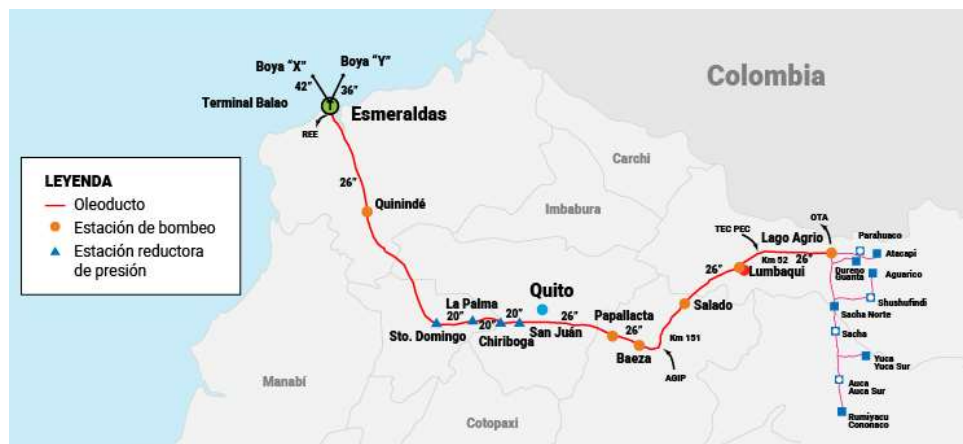 Boya “X”
Boya “Y”
42”
36”
Terminal Balao
T
Esmeraldas
REE
Colombia
Carchi
Imbabura
LEYENDA
Oleoducto
Estación de bombeo
Estación reductora
de presión
26”
Quinindé
OTA
TEC PEC
Lago Agrio
Parahuaco
Atacapi
Km 52
26”
26”
Lumbaqui
Dureno
Guanta
Aguarico
Quito
Salado
Shushufindi
La Palma
Papallacta
Sacha Norte
20”
20”
20”
26”
26”
Sto. Domingo
Chiriboga
San Juán
Baeza
Km 151
Sacha
AGIP
Yuca
Yuca Sur
Manabí
Auca
Auca Sur
Cotopaxi
Rumiyacu
Cononaco